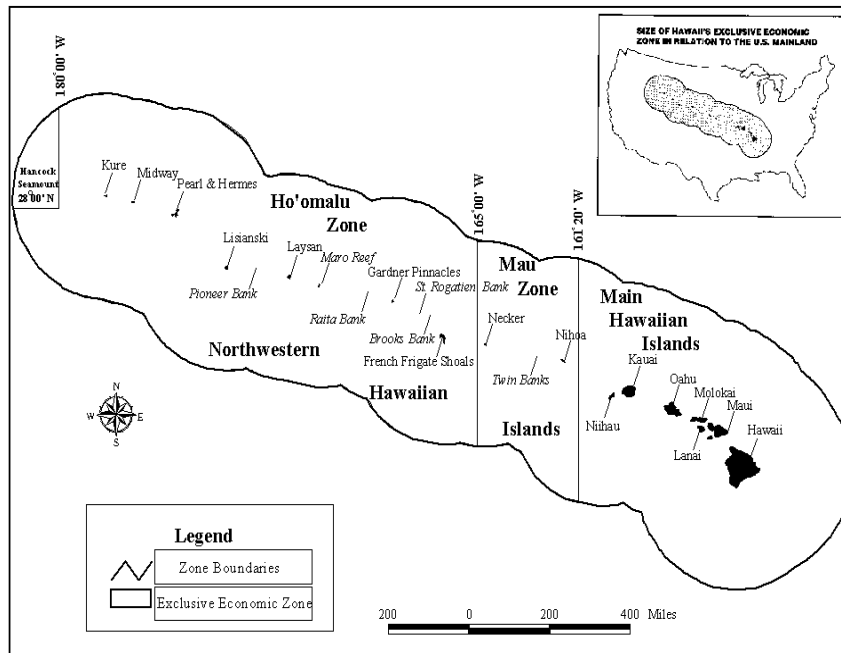 SIZE OF HAWAII'S EXCLUSIVE ECONOMIC
ZONE IN RELATION TO THE U.S. MAINLAND
180°00' W
Hancock
Seamount
28°00' N
Kure
Midway
Pearl & Hermes
Ho'omalu
Zone
165°00' W
161°20' W
Lisianski
Laysan
Maro Reef
Pioneer Bank
Gardner Pinnacles
St. Rogatien Bank
Raita Bank
Brooks Bank
French Frigate Shoals
Mau
Zone
Necker
Nihoa
Twin Banks
Main
Hawaiian
Islands
Northwestern
Hawaiian
Islands
Kauai
Niihau
Oahu
Molokai
Maui
Lanai
Hawaii
N
W
E
S
Legend
Zone Boundaries
Exclusive Economic Zone
200 0 200 400 Miles